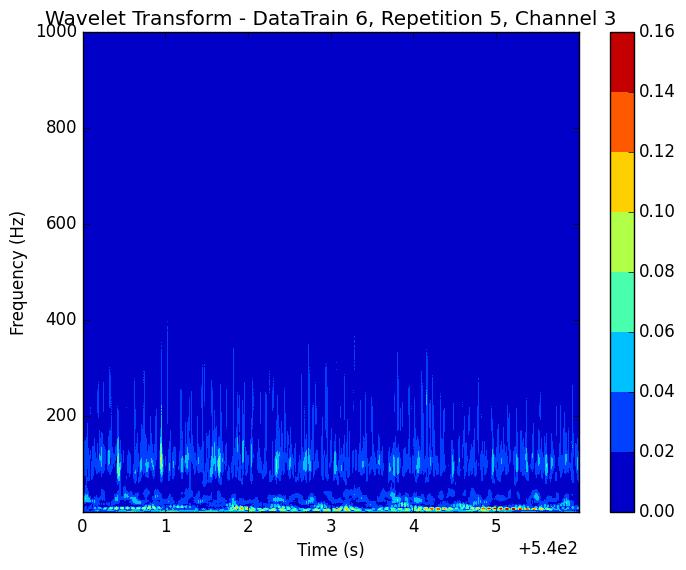 Wavelet Transform - DataTrain 6, Repetition 5, Channel 3
1000
800
600
400
200
Frequency (Hz)
0 1 2 3 4 5
Time (s)
+5.4e2
0.16
0.14
0.12
0.10
0.08
0.06
0.04
0.02
0.00